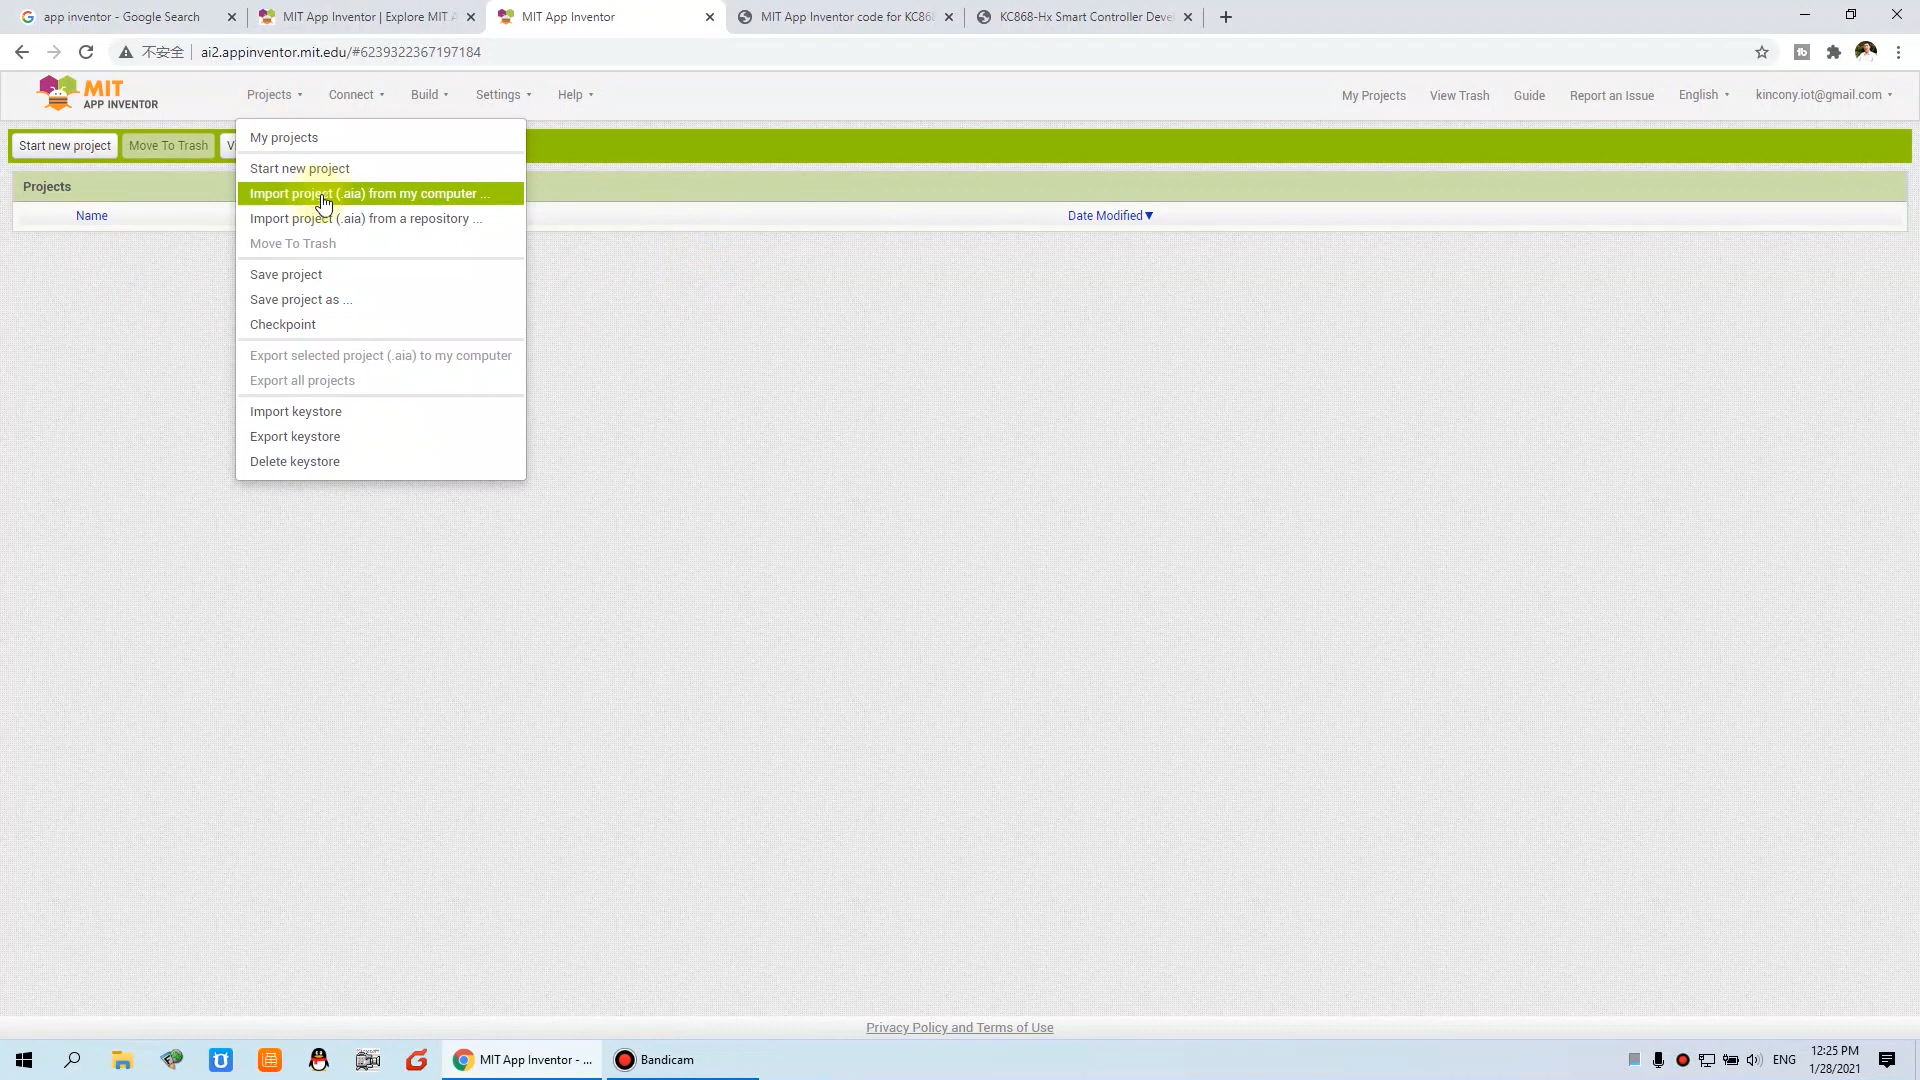 app inventor - Google Search
MIT App Inventor | Explore MIT A
MIT App Inventor
MIT App Inventor code for KC868
KC868-Hx Smart Controller Deve
不安全
ai2.appinventor.mit.edu/#6239322367197184
MIT
APP INVENTOR
Projects
Connect
Build
Settings
Help
My Projects
View Trash
Guide
Report an Issue
English
kincony.iot@gmail.com
Start new project
Move To Trash
My projects
Start new project
Import project (.aia) from my computer ...
Import project (.aia) from a repository ...
Move To Trash
Save project
Save project as ...
Checkpoint
Export selected project (.aia) to my computer
Export all projects
Import keystore
Export keystore
Delete keystore
Projects
Name
Date Modified▼
Privacy Policy and Terms of Use
MIT App Inventor - ...
Bandicam
ENG
12:25 PM
1/28/2021